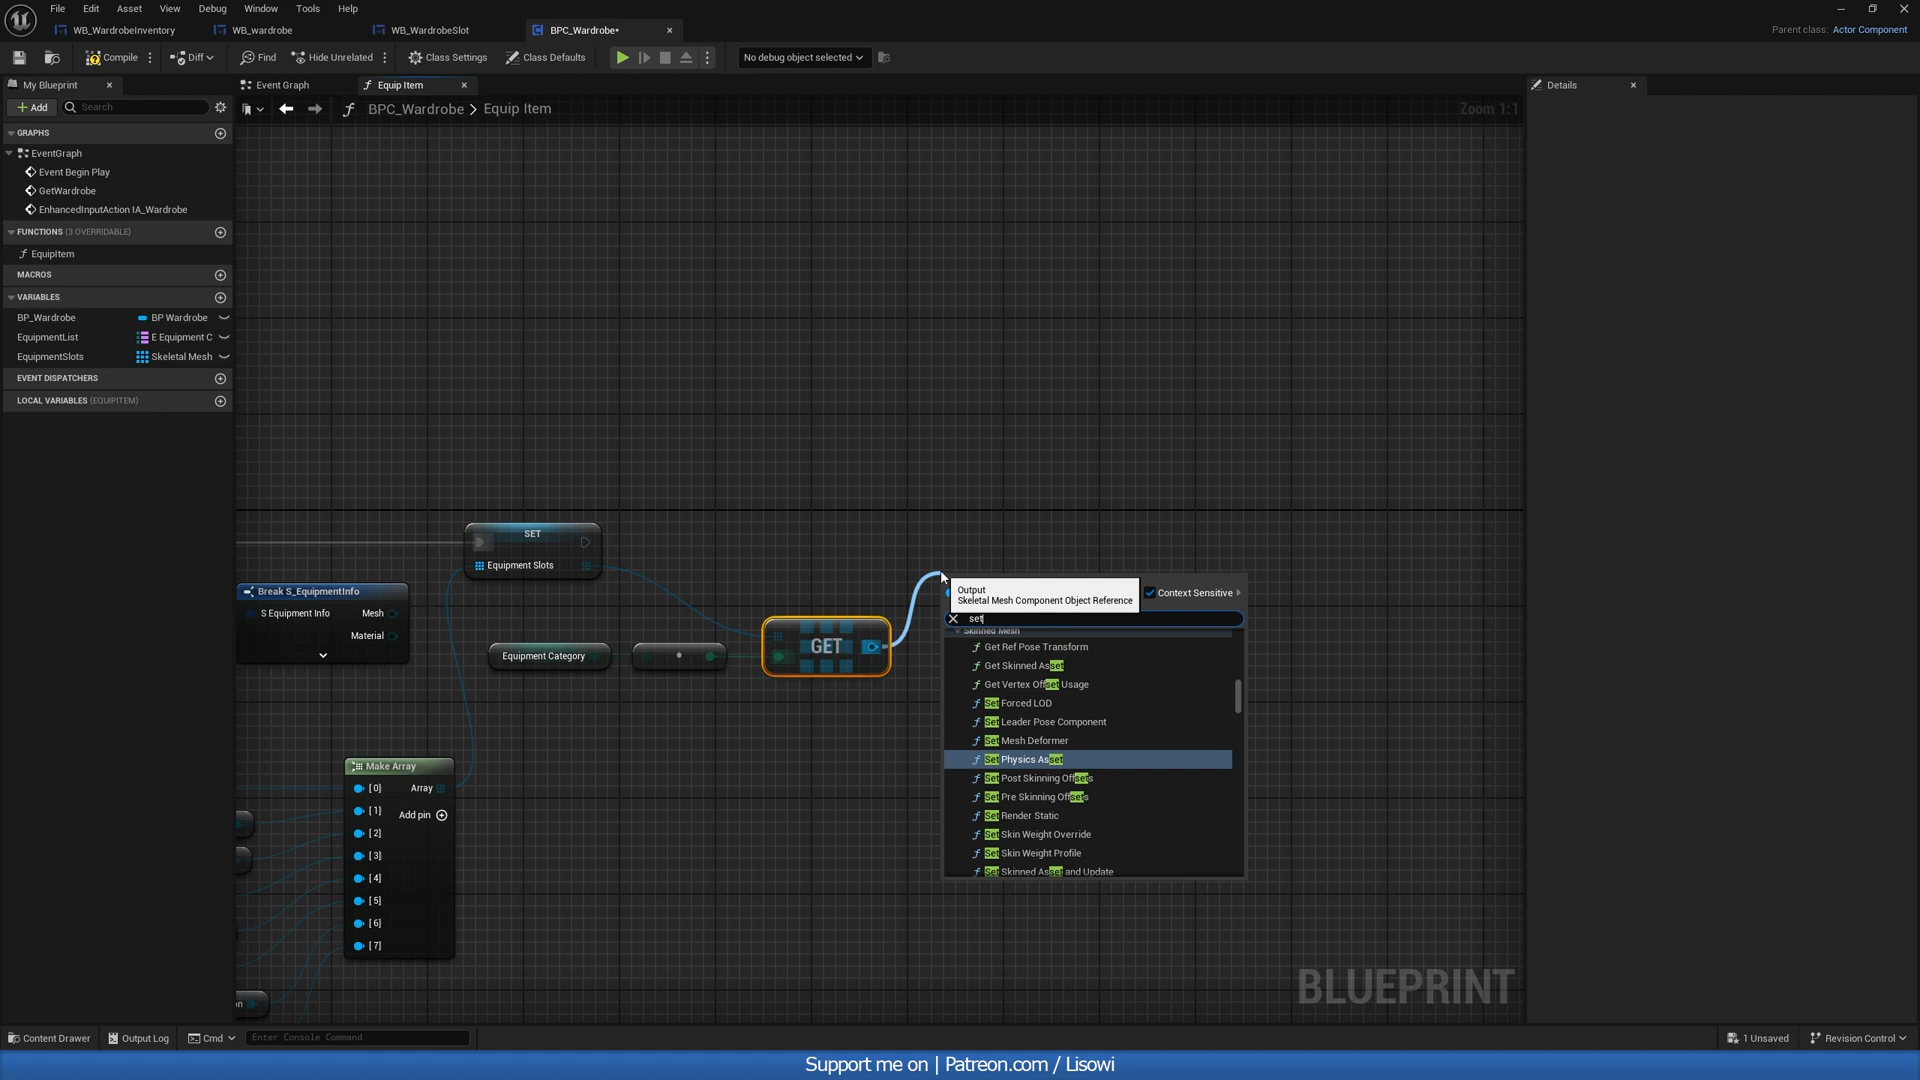 File Edit Asset View Debug Window Tools Help
WB_WardrobeInventory WB_wardrobe WB_WardrobeSlot BPC_Wardrobe•
Parent class: Actor Component
Compile Diff Find Hide Unrelated Class Settings Class Defaults No debug object selected
My Blueprint Event Graph Equip Item Details
Add Search
BPC_Wardrobe > Equip Item Zoom 1:1
GRAPHS
EventGraph
Event Begin Play
GetWardrobe
EnhancedInputAction IA_Wardrobe
FUNCTIONS (3 OVERRIDABLE)
EquipItem
MACROS
VARIABLES
BP_Wardrobe BP Wardrobe
EquipmentList E Equipment C
EquipmentSlots Skeletal Mesh
EVENT DISPATCHERS
LOCAL VARIABLES (EQUIPITEM)
SET
Equipment Slots
Break S_EquipmentInfo
S Equipment Info Mesh
Material
Equipment Category
GET
Make Array
[0] Array
[1] Add pin
[2]
[3]
[4]
[5]
[6]
[7]
on
Output
Skeletal Mesh Component Object Reference
Context Sensitive
set
Skinned Mesh
Get Ref Pose Transform
Get Skinned Asset
Get Vertex Offset Usage
Set Forced LOD
Set Leader Pose Component
Set Mesh Deformer
Set Physics Asset
Set Post Skinning Offsets
Set Pre Skinning Offsets
Set Render Static
Set Skin Weight Override
Set Skin Weight Profile
Set Skinned Asset and Update
BLUEPRINT
Content Drawer Output Log Cmd Enter Console Command 1 Unsaved Revision Control
Support me on | Patreon.com / Lisowi